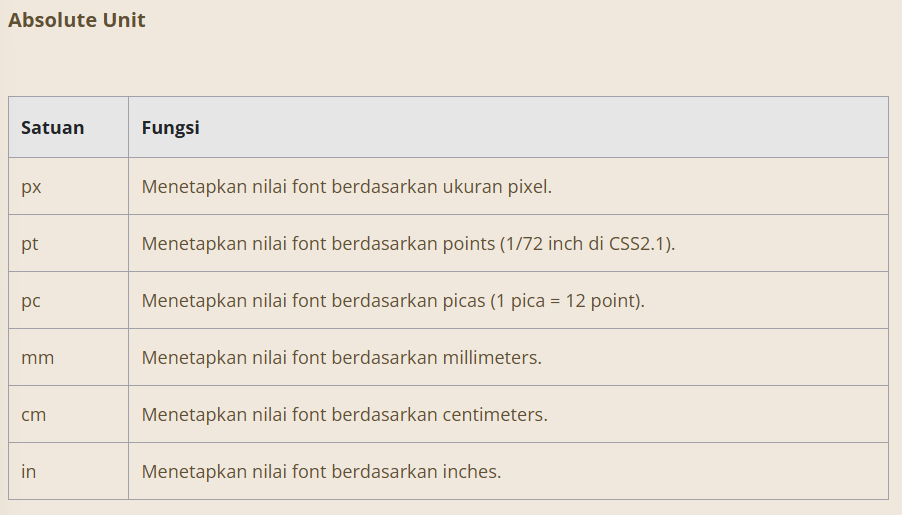 Absolute Unit
Satuan Fungsi
px Menetapkan nilai font berdasarkan ukuran pixel.
pt Menetapkan nilai font berdasarkan points (1/72 inch di CSS2.1).
pc Menetapkan nilai font berdasarkan picas (1 pica = 12 point).
mm Menetapkan nilai font berdasarkan millimeters.
cm Menetapkan nilai font berdasarkan centimeters.
in Menetapkan nilai font berdasarkan inches.